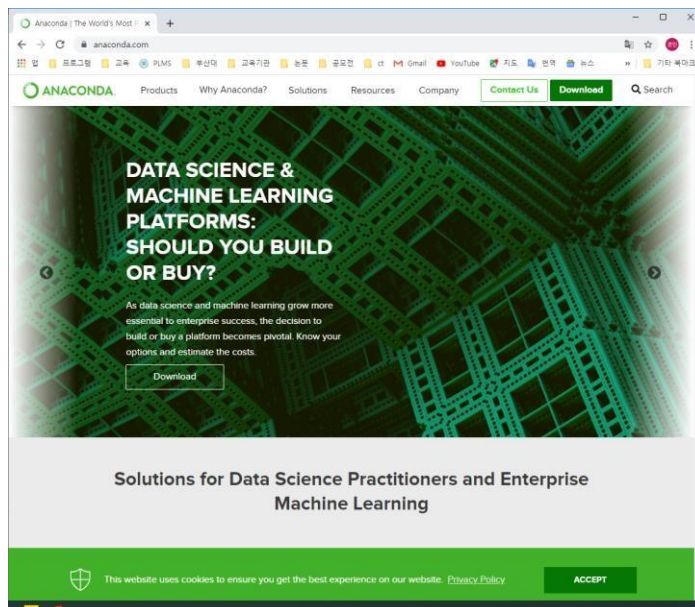 Anaconda | The World's Most P
anaconda.com
앱 프로그램 교육 PLMS 부산대 교육기관 논문 공모전 ct Gmail YouTube 지도 번역 뉴스 » 기타 북마크
ANACONDA. Products Why Anaconda? Solutions Resources Company Contact Us Download Search
DATA SCIENCE &
MACHINE LEARNING
PLATFORMS:
SHOULD YOU BUILD
OR BUY?
As data science and machine learning grow more
essential to enterprise success, the decision to
build or buy a platform becomes pivotal. Know your
options and estimate the costs.
Download
Solutions for Data Science Practitioners and Enterprise
Machine Learning
This website uses cookies to ensure you get the best experience on our website. Privacy Policy ACCEPT